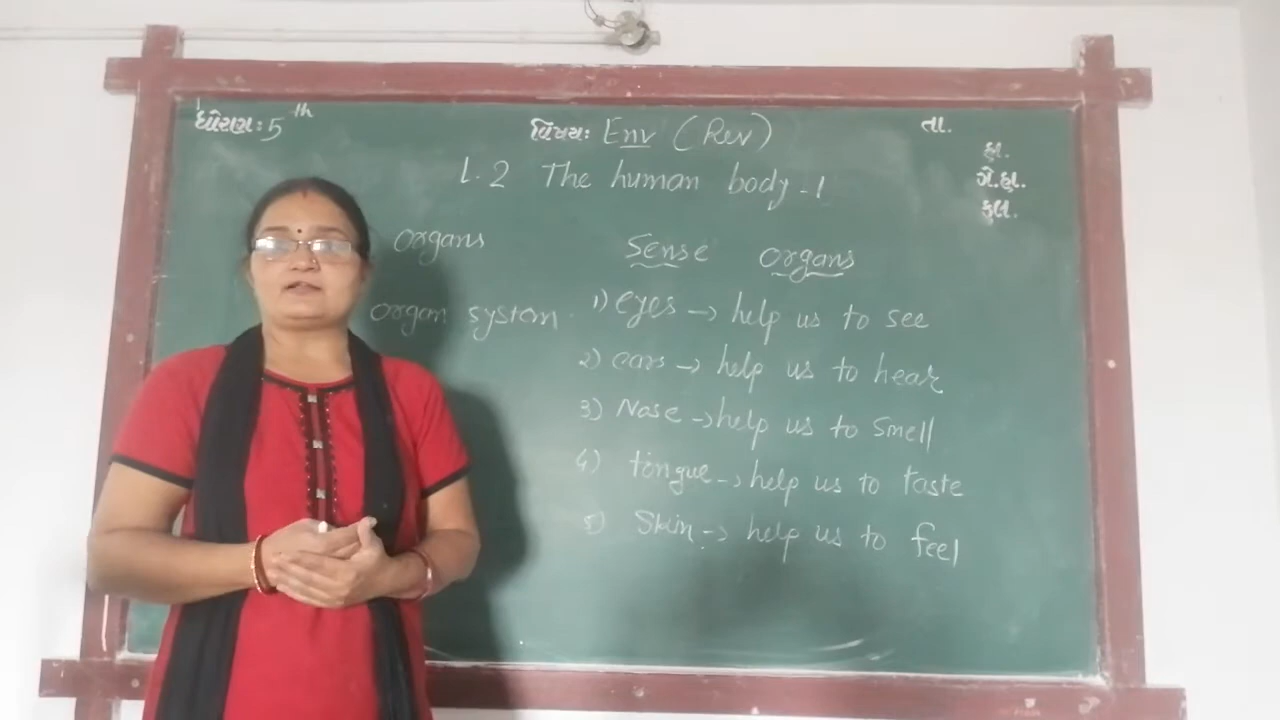 ધોરણ: 5th
વિષય: Env (Rev)
તા.
હા.
ગે.હા.
કુલ.
L.2 The human body-1
organs
organ system.
Sense organs
1) eyes → help us to see
2) ears → help us to hear
3) Nose → help us to smell
4) tongue → help us to taste
5) Skin → help us to feel